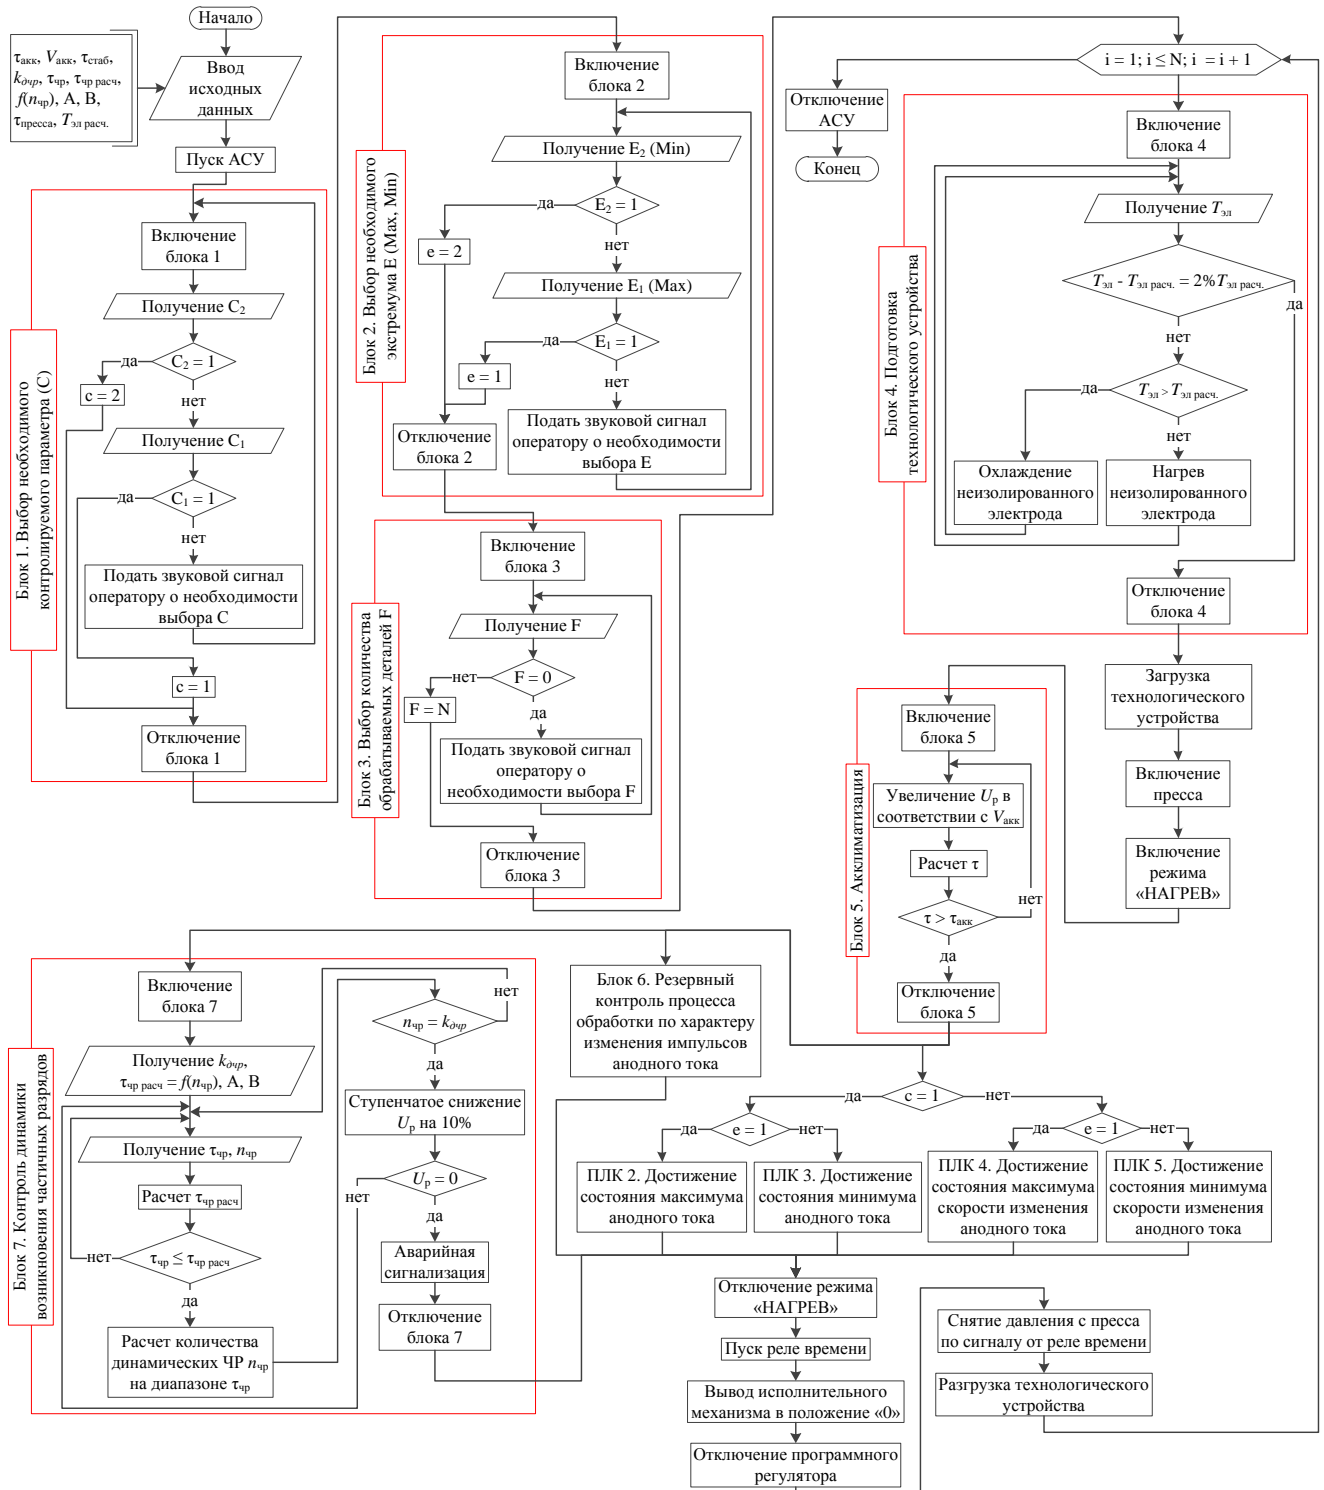 Начало
τакк, Vакк, τстаб,
kдчр, τчр, τчр расч,
f(nчр), A, B,
τпресса, Tэл расч.
Ввод
исходных
данных
Пуск АСУ
Блок 1. Выбор необходимого
контролируемого параметра (С)
Включение
блока 1
Получение C2
C2 = 1
да
c = 2
нет
Получение C1
C1 = 1
да
нет
Подать звуковой сигнал
оператору о необходимости
выбора С
c = 1
Отключение
блока 1
Блок 2. Выбор необходимого
экстремума E (Max, Min)
Включение
блока 2
Получение E2 (Min)
E2 = 1
да
e = 2
нет
Получение E1 (Max)
E1 = 1
да
e = 1
нет
Подать звуковой сигнал
оператору о необходимости
выбора E
Отключение
блока 2
Блок 3. Выбор количества
обрабатываемых деталей F
Включение
блока 3
Получение F
F = 0
нет
F = N
да
Подать звуковой сигнал
оператору о
необходимости выбора F
Отключение
блока 3
i = 1; i ≤ N; i = i + 1
Отключение
АСУ
Конец
Блок 4. Подготовка
технологического устройства
Включение
блока 4
Получение Tэл
Tэл - Tэл расч. = 2%Tэл расч.
да
нет
Tэл > Tэл расч.
да
нет
Охлаждение
неизолированного
электрода
Нагрев
неизолированного
электрода
Отключение
блока 4
Загрузка
технологического
устройства
Включение
пресса
Включение
режима
«НАГРЕВ»
Блок 5. Акклиматизация
Включение
блока 5
Увеличение Uр в
соответствии с Vакк
Расчет τ
τ > τакк
нет
да
Отключение
блока 5
Блок 6. Резервный
контроль процесса
обработки по характеру
изменения импульсов
анодного тока
c = 1
да
нет
e = 1
да
нет
e = 1
да
нет
ПЛК 2. Достижение
состояния максимума
анодного тока
ПЛК 3. Достижение
состояния минимума
анодного тока
ПЛК 4. Достижение
состояния максимума
скорости изменения
анодного тока
ПЛК 5. Достижение
состояния минимума
скорости изменения
анодного тока
Блок 7. Контроль динамики
возникновения частичных разрядов
Включение
блока 7
Получение kдчр,
τчр расч = f(nчр), A, B
Получение τчр, nчр
Расчет τчр расч
τчр ≤ τчр расч
нет
да
Расчет количества
динамических ЧР nчр
на диапазоне τчр
nчр = kдчр
нет
да
Ступенчатое снижение
Uр на 10%
Uр = 0
нет
да
Аварийная
сигнализация
Отключение
блока 7
Отключение режима
«НАГРЕВ»
Пуск реле времени
Вывод исполнительного
механизма в положение «0»
Отключение программного
регулятора
Снятие давления с пресса
по сигналу от реле времени
Разгрузка технологического
устройства